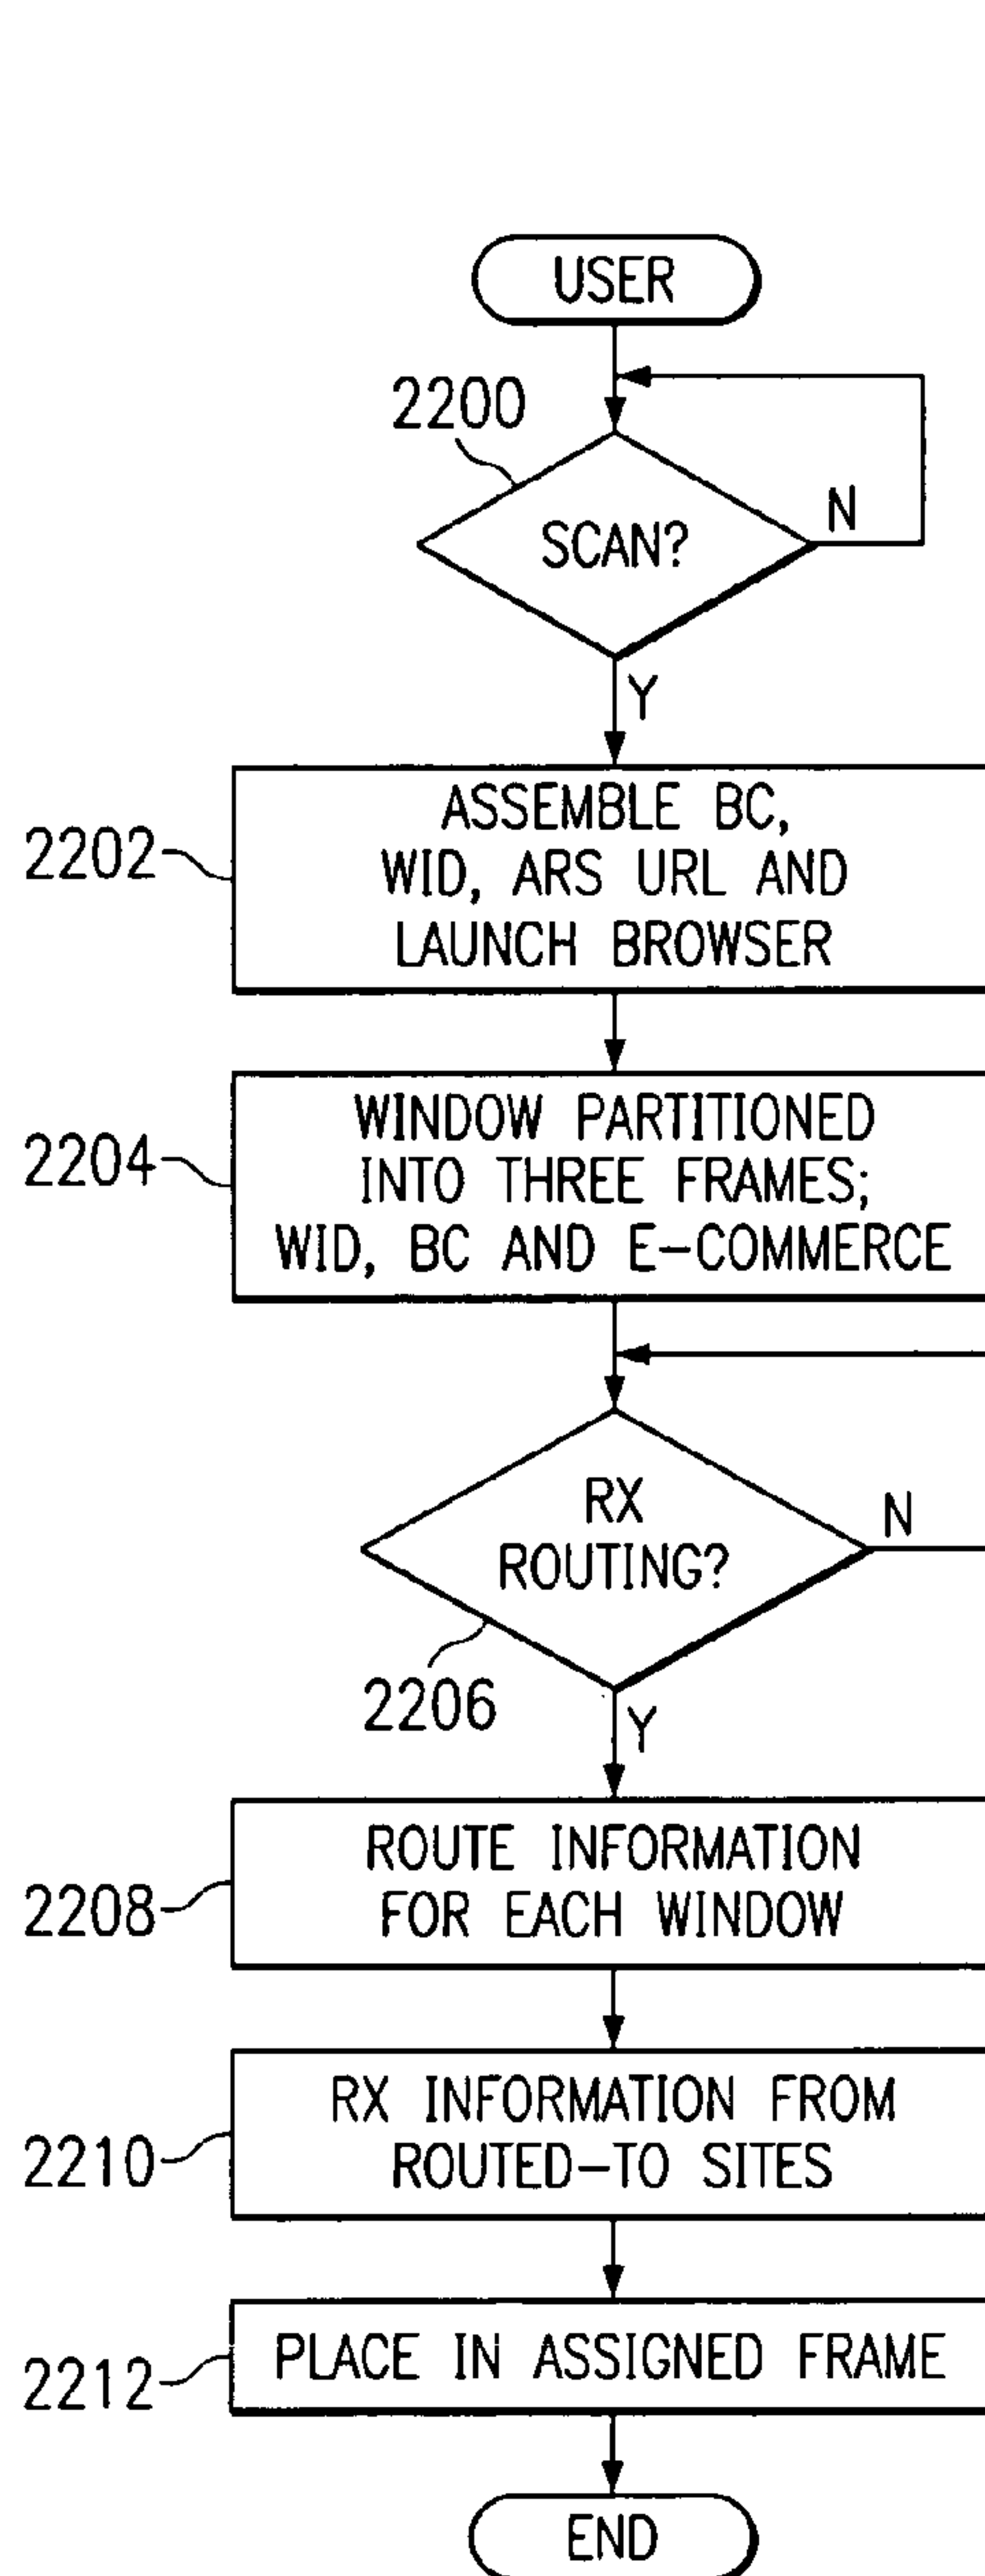 USER
2200
SCAN?
N
Y
2202
ASSEMBLE BC,
WID, ARS URL AND
LAUNCH BROWSER
2204
WINDOW PARTITIONED
INTO THREE FRAMES;
WID, BC AND E-COMMERCE
RX
ROUTING?
N
2206
Y
2208
ROUTE INFORMATION
FOR EACH WINDOW
2210
RX INFORMATION FROM
ROUTED-TO SITES
2212
PLACE IN ASSIGNED FRAME
END